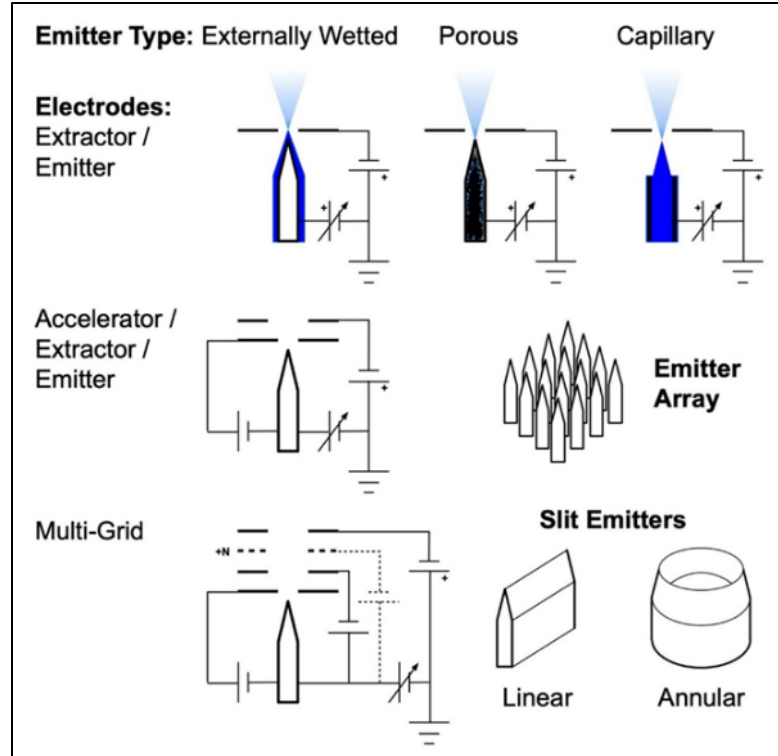 Emitter Type: Externally Wetted Porous Capillary
Electrodes:
Extractor /
Emitter
+
+
+
+
+
+
Accelerator /
Extractor /
Emitter
+
Emitter
Array
Multi-Grid
+N
+
Slit Emitters
Linear Annular